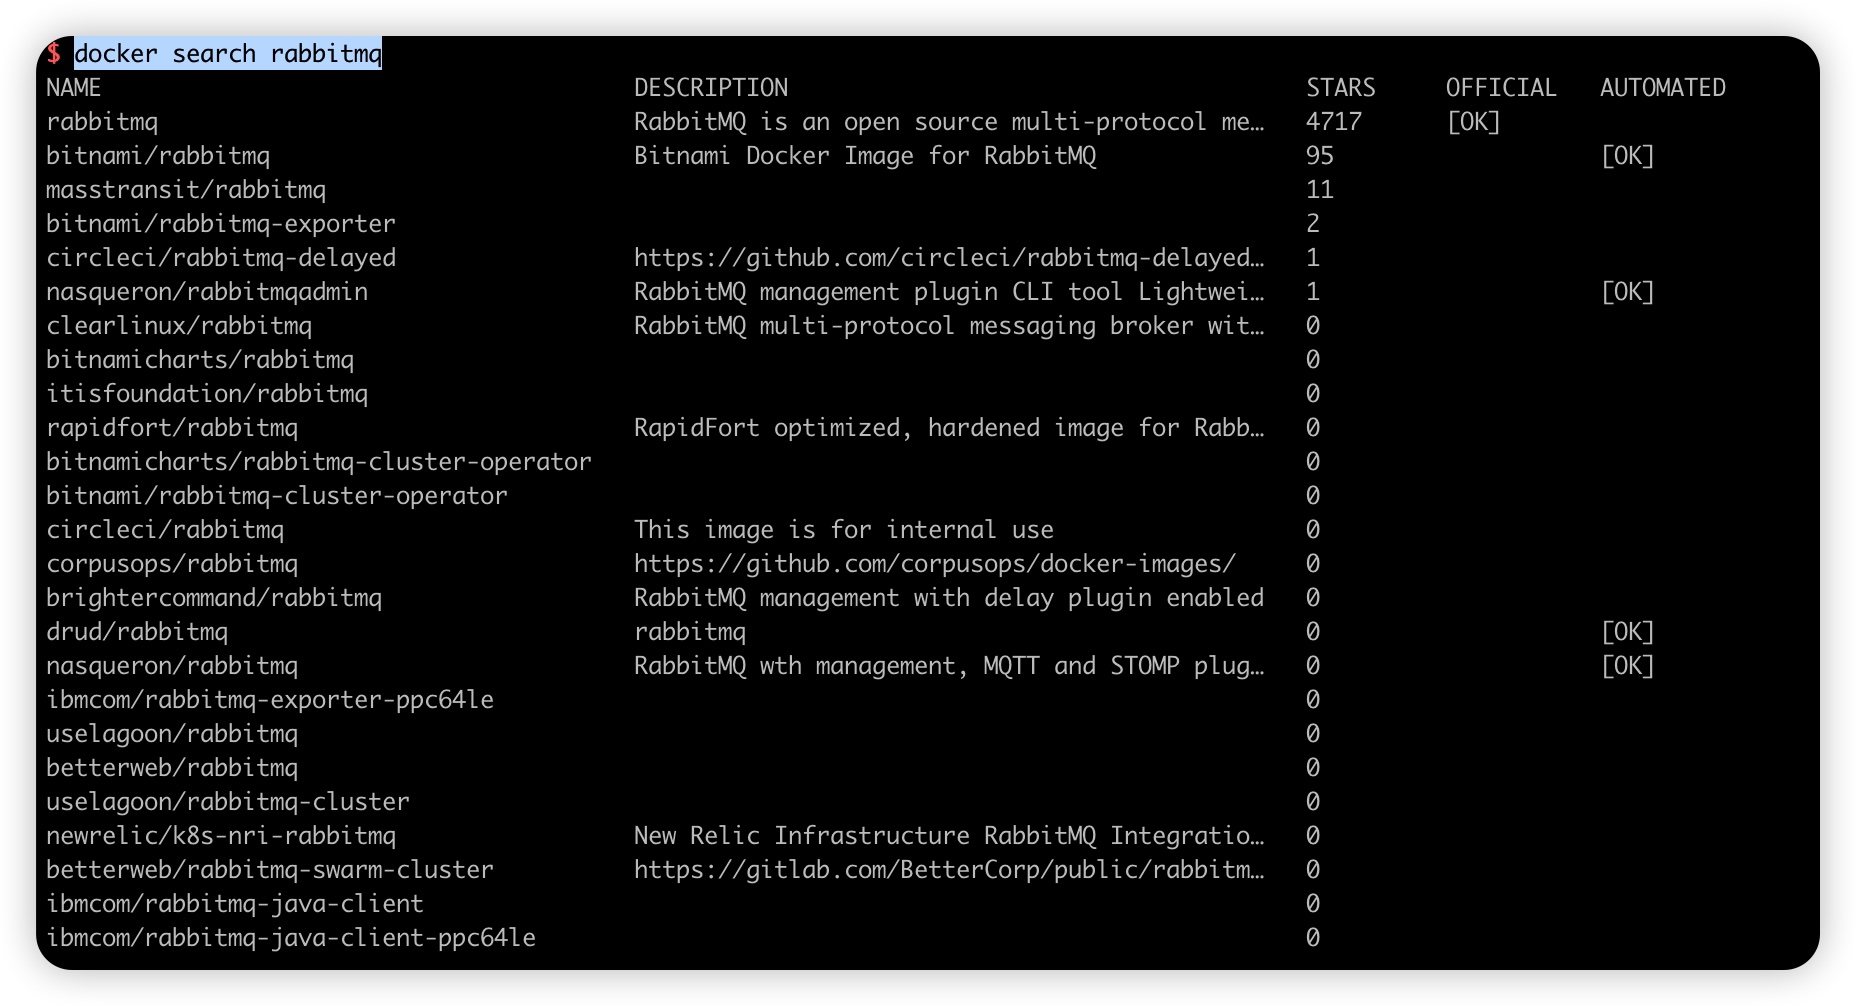 $ docker search rabbitmq
NAME DESCRIPTION STARS OFFICIAL AUTOMATED
rabbitmq RabbitMQ is an open source multi-protocol me… 4717 [OK]
bitnami/rabbitmq Bitnami Docker Image for RabbitMQ 95 [OK]
masstransit/rabbitmq 11
bitnami/rabbitmq-exporter 2
circleci/rabbitmq-delayed https://github.com/circleci/rabbitmq-delayed… 1
nasqueron/rabbitmqadmin RabbitMQ management plugin CLI tool Lightwei… 1 [OK]
clearlinux/rabbitmq RabbitMQ multi-protocol messaging broker wit… 0
bitnamicharts/rabbitmq 0
itisfoundation/rabbitmq 0
rapidfort/rabbitmq RapidFort optimized, hardened image for Rabb… 0
bitnamicharts/rabbitmq-cluster-operator 0
bitnami/rabbitmq-cluster-operator 0
circleci/rabbitmq This image is for internal use 0
corpusops/rabbitmq https://github.com/corpusops/docker-images/ 0
brightercommand/rabbitmq RabbitMQ management with delay plugin enabled 0
drud/rabbitmq rabbitmq 0 [OK]
nasqueron/rabbitmq RabbitMQ wth management, MQTT and STOMP plug… 0 [OK]
ibmcom/rabbitmq-exporter-ppc64le 0
uselagoon/rabbitmq 0
betterweb/rabbitmq 0
uselagoon/rabbitmq-cluster 0
newrelic/k8s-nri-rabbitmq New Relic Infrastructure RabbitMQ Integratio… 0
betterweb/rabbitmq-swarm-cluster https://gitlab.com/BetterCorp/public/rabbitm… 0
ibmcom/rabbitmq-java-client 0
ibmcom/rabbitmq-java-client-ppc64le 0